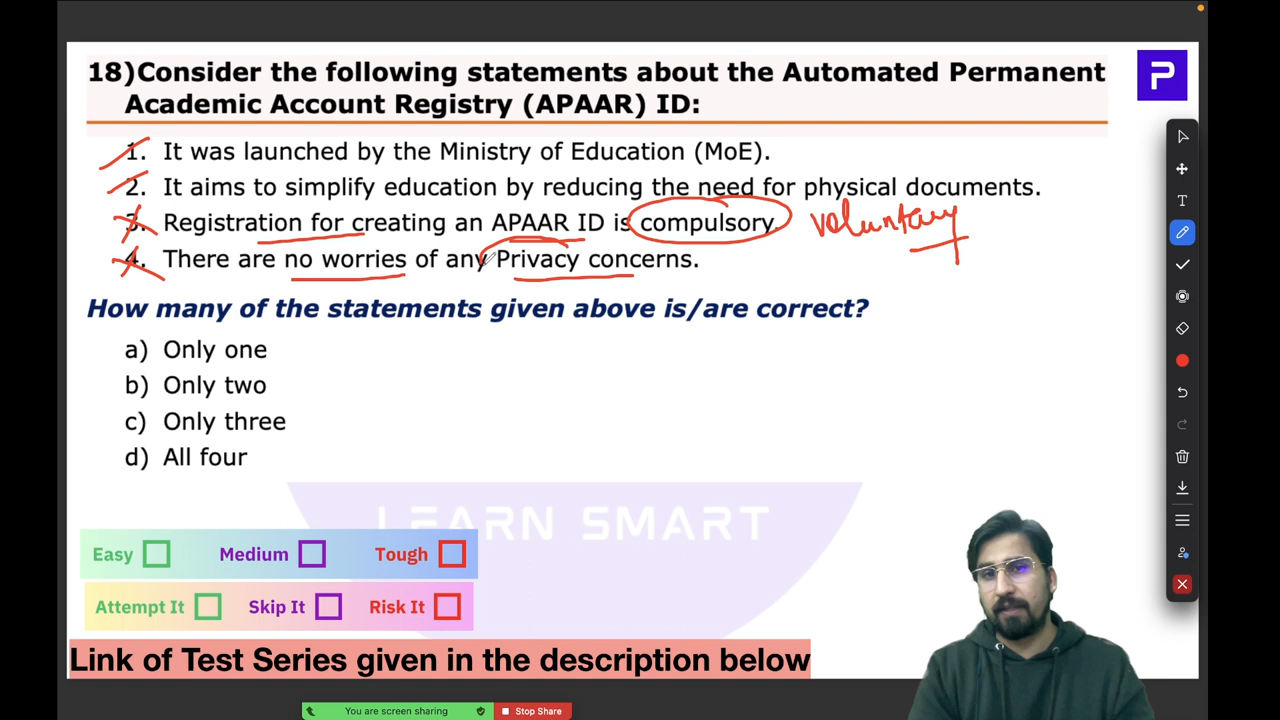 18)Consider the following statements about the Automated Permanent
Academic Account Registry (APAAR) ID:
1. It was launched by the Ministry of Education (MoE).
2. It aims to simplify education by reducing the need for physical documents.
3. Registration for creating an APAAR ID is compulsory. voluntary
4. There are no worries of any Privacy concerns.
How many of the statements given above is/are correct?
a) Only one
b) Only two
c) Only three
d) All four
LEARN SMART
Easy Medium Tough
Attempt It Skip It Risk It
Link of Test Series given in the description below
You are screen sharing Stop Share